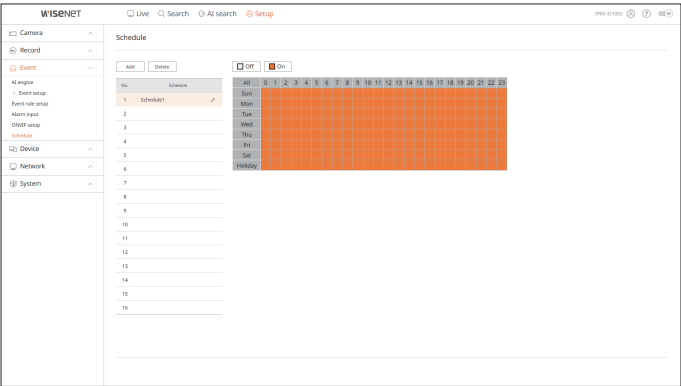 WISENET
Live Search AI search Setup
Camera
Record
Event
AI engine
Event setup
Event rule setup
Alarm input
ONVIF setup
Schedule
Device
Network
System
Schedule
Add Delete
No. Schedule
1 Schedule1
2
3
4
5
6
7
8
9
10
11
12
13
14
15
16
Off On
All 0 1 2 3 4 5 6 7 8 9 10 11 12 13 14 15 16 17 18 19 20 21 22 23
Sun
Mon
Tue
Wed
Thu
Fri
Sat
Holiday